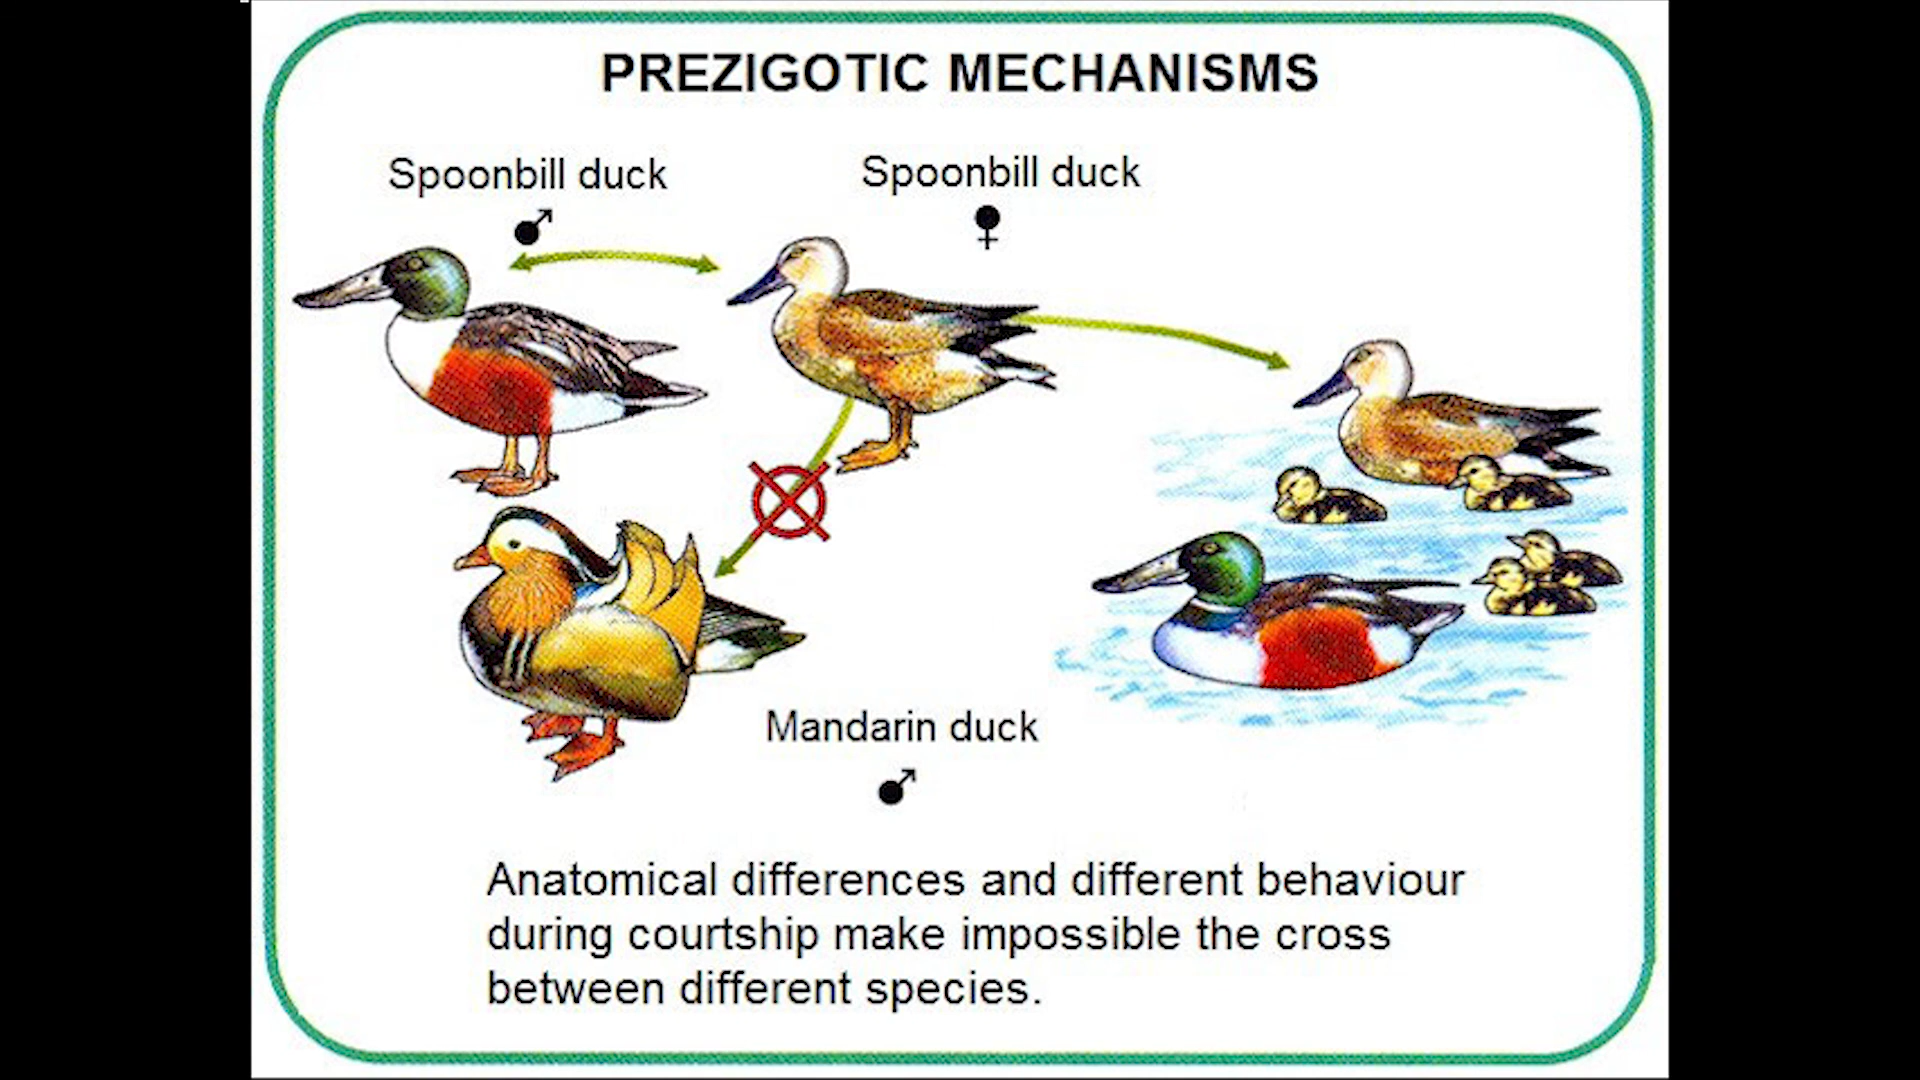 PREZIGOTIC MECHANISMS
Spoonbill duck
Spoonbill duck
Mandarin duck
Anatomical differences and different behaviour
during courtship make impossible the cross
between different species.